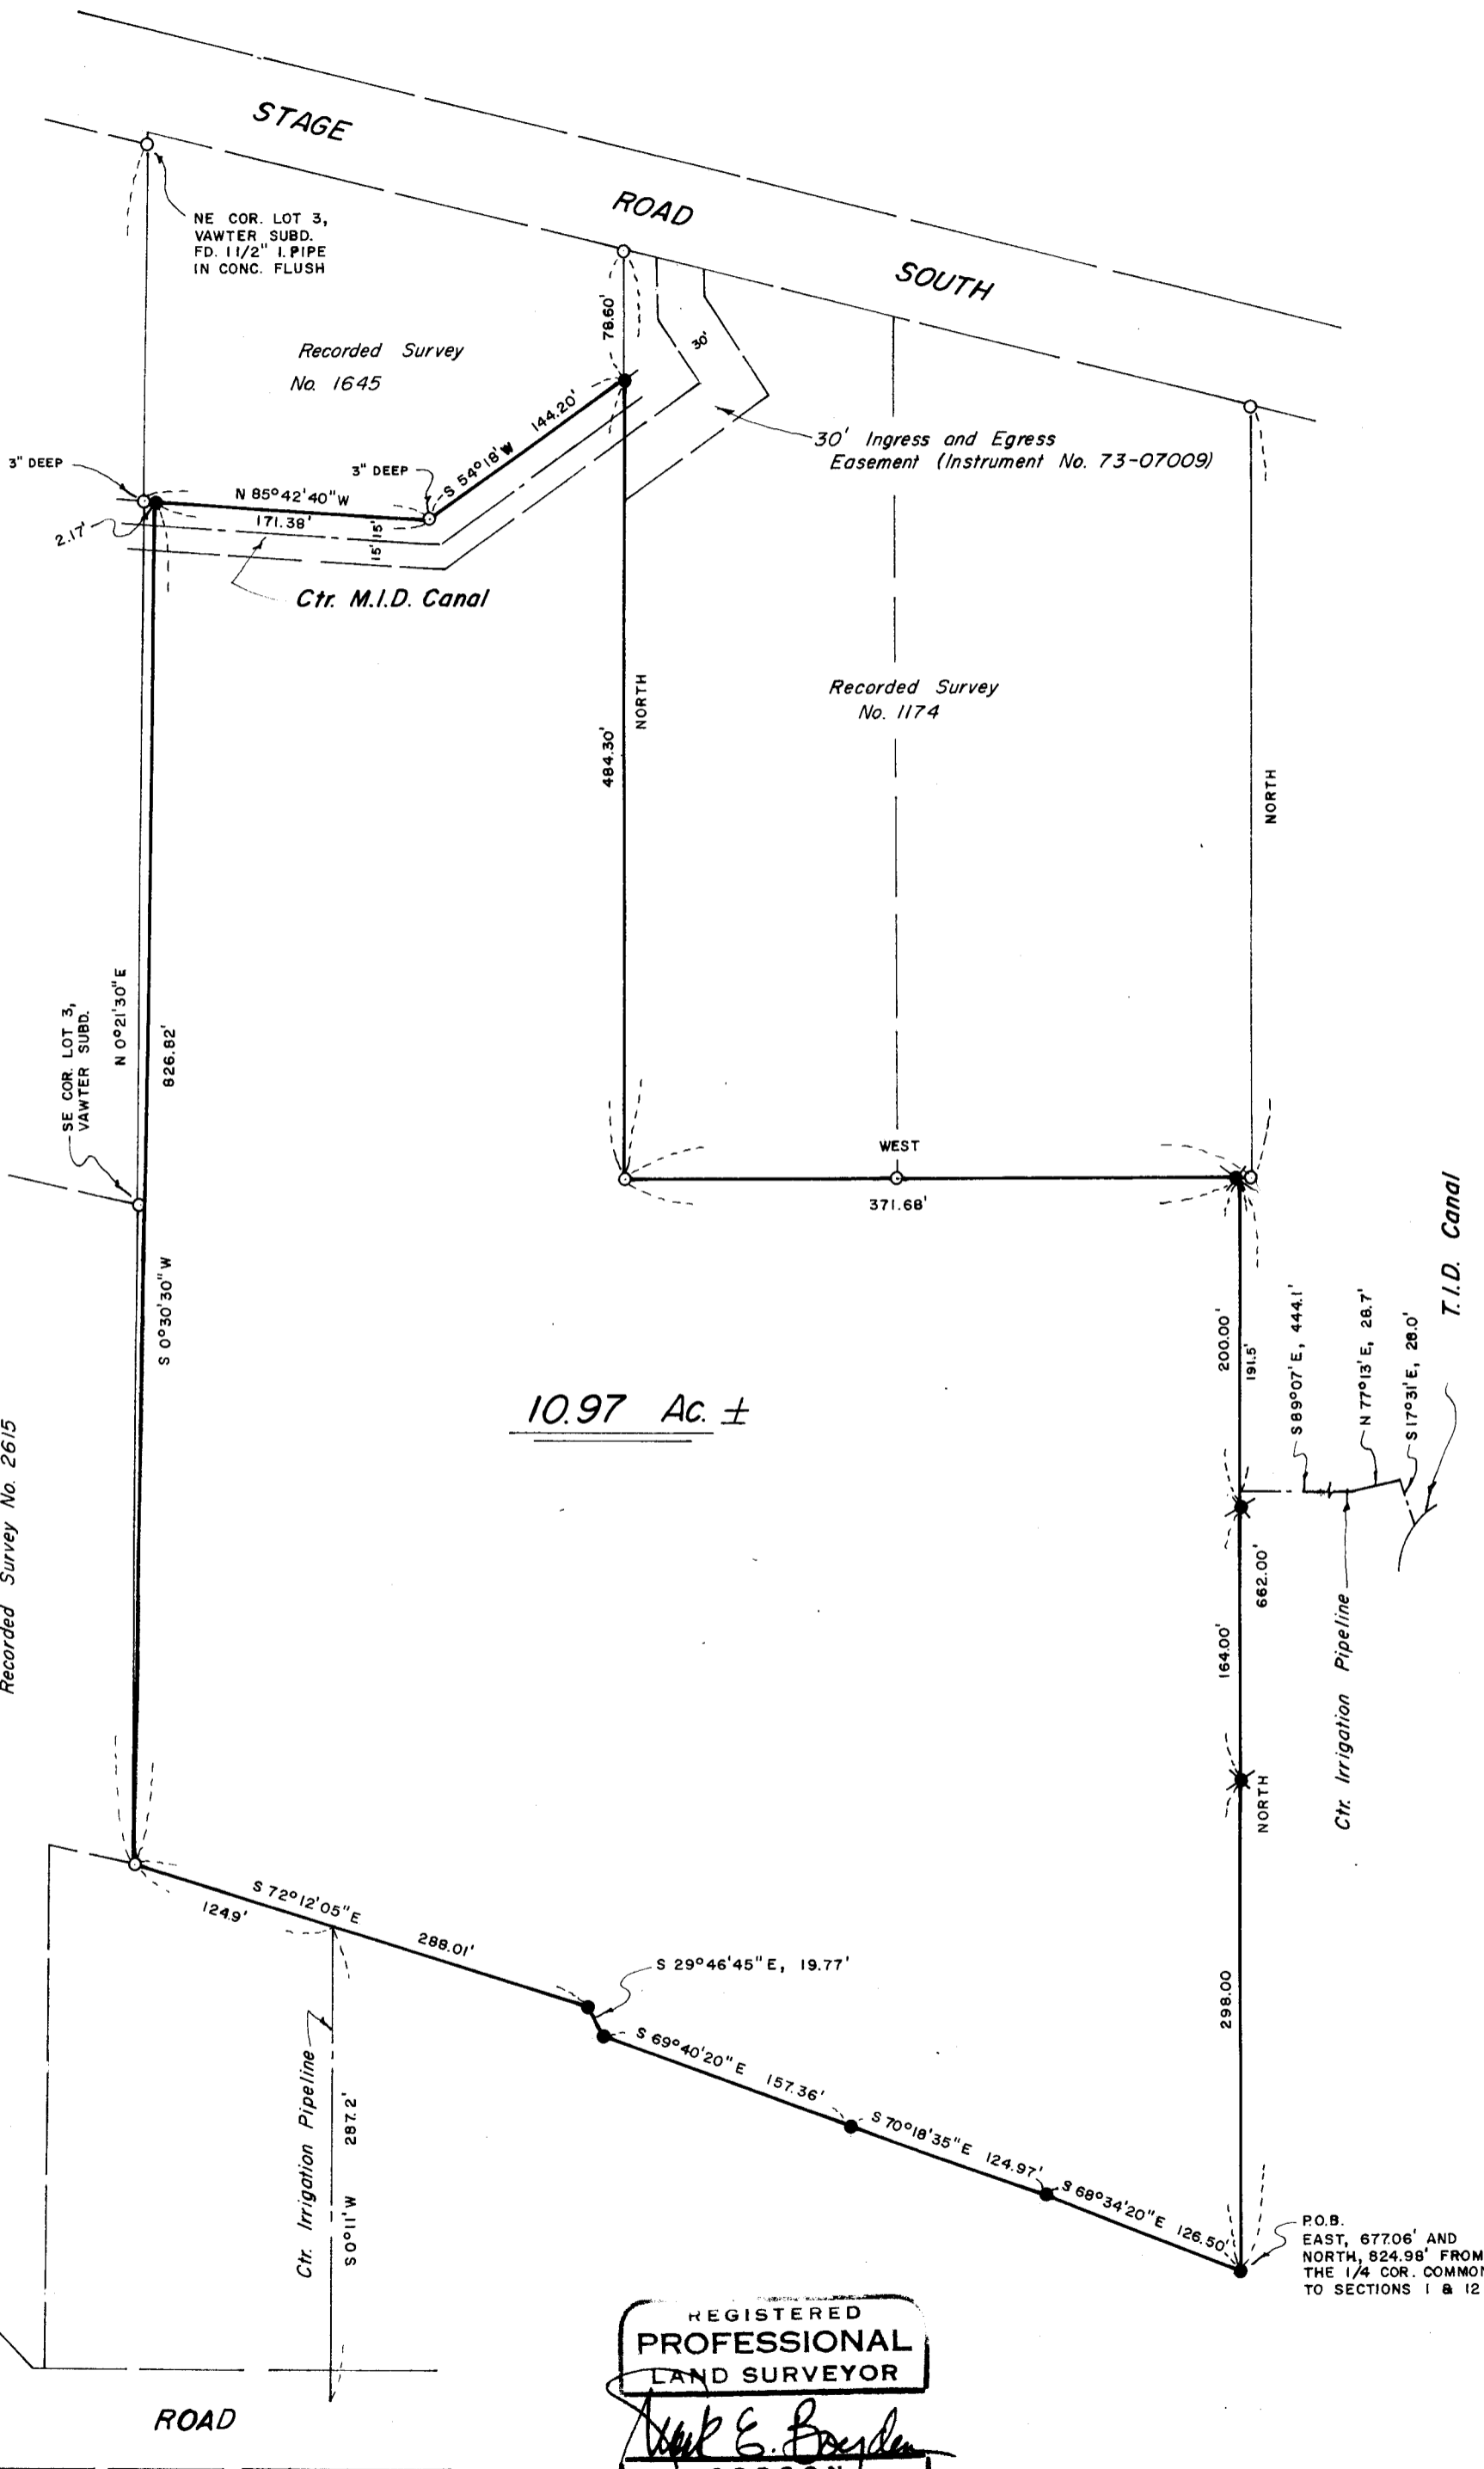 STAGE
ROAD
SOUTH
NE COR. LOT 3,
VAWTER SUBD.
FD. 1 1/2" I. PIPE
IN CONC. FLUSH
78.60'
30'
Recorded Survey
No. 1645
144.20'
S 54°18' W
30' Ingress and Egress
Easement (Instrument No. 73-07009)
3" DEEP
3" DEEP
N 85°42'40" W
171.38'
2.17'
15' 15'
Ctr. M.I.D. Canal
NORTH
484.30'
Recorded Survey
No. 1174
NORTH
N 0°21'30" E
826.82'
SE COR. LOT 3,
VAWTER SUBD.
WEST
371.68'
S 0°30'30" W
T.I.D. Canal
200.00'
191.5'
S 89°07' E, 444.1'
N 77°13' E, 28.7'
S 17°31' E, 28.0'
10.97 Ac. ±
Recorded Survey No. 2615
662.00'
164.00'
Ctr. Irrigation Pipeline
NORTH
S 72°12'05" E
124.9'
288.01'
S 29°46'45" E, 19.77'
298.00
S 69°40'20" E 157.36'
S 70°18'35" E 124.97'
S 68°34'20" E 126.50'
Ctr. Irrigation Pipeline
S 0°11' W 287.2'
P.O.B.
EAST, 677.06' AND
NORTH, 824.98' FROM
THE 1/4 COR. COMMON
TO SECTIONS 1 & 12
REGISTERED
PROFESSIONAL
LAND SURVEYOR
E. Boyden
ROAD